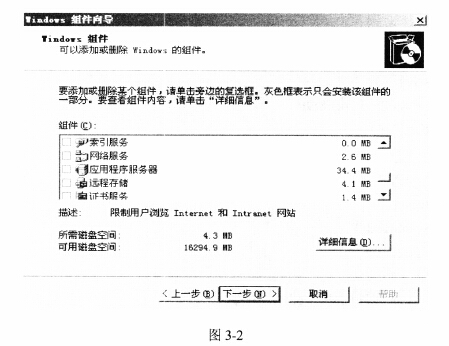 Windows 组件向导
Windows 组件
可以添加或删除 Windows 的组件。
要添加或删除某个组件，请单击旁边的复选框。灰色框表示只会安装该组件的
一部分。要查看组件内容，请单击“详细信息”。
组件(C):
索引服务 0.0 MB
网络服务 2.6 MB
应用程序服务器 34.4 MB
远程存储 4.1 MB
证书服务 1.4 MB
描述: 限制用户浏览 Internet 和 Intranet 网站
所需磁盘空间: 4.3 MB
可用磁盘空间: 16294.9 MB
详细信息(D)...
< 上一步(B) 下一步(N) > 取消 帮助
图 3-2